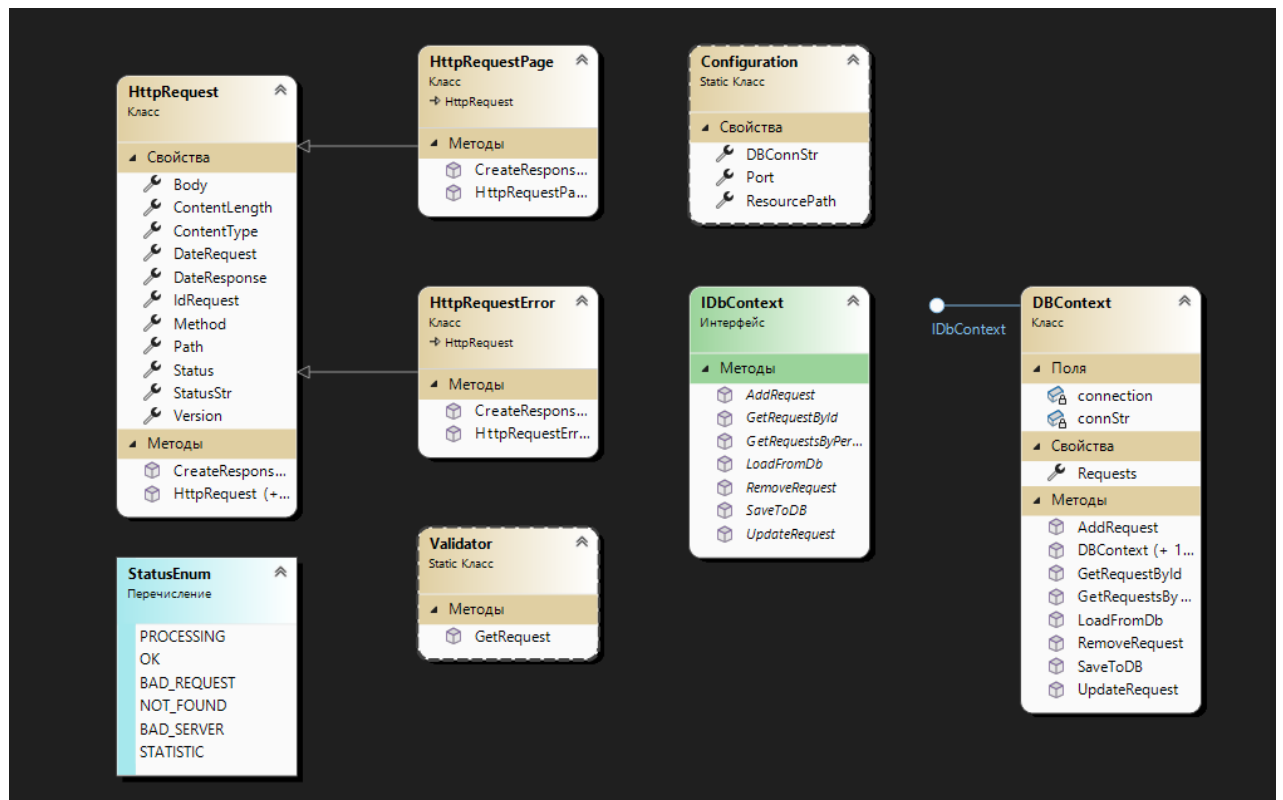 HttpRequest
Класс
Свойства
Body
ContentLength
ContentType
DateRequest
DateResponse
IdRequest
Method
Path
Status
StatusStr
Version
Методы
CreateRespons...
HttpRequest (+...
StatusEnum
Перечисление
PROCESSING
OK
BAD_REQUEST
NOT_FOUND
BAD_SERVER
STATISTIC
HttpRequestPage
Класс
HttpRequest
Методы
CreateRespons...
HttpRequestPa...
HttpRequestError
Класс
HttpRequest
Методы
CreateRespons...
HttpRequestErr...
Validator
Static Класс
Методы
GetRequest
Configuration
Static Класс
Свойства
DBConnStr
Port
ResourcePath
IDbContext
Интерфейс
Методы
AddRequest
GetRequestById
GetRequestsByPer...
LoadFromDb
RemoveRequest
SaveToDB
UpdateRequest
IDbContext
DBContext
Класс
Поля
connection
connStr
Свойства
Requests
Методы
AddRequest
DBContext (+ 1...
GetRequestById
GetRequestsBy...
LoadFromDb
RemoveRequest
SaveToDB
UpdateRequest